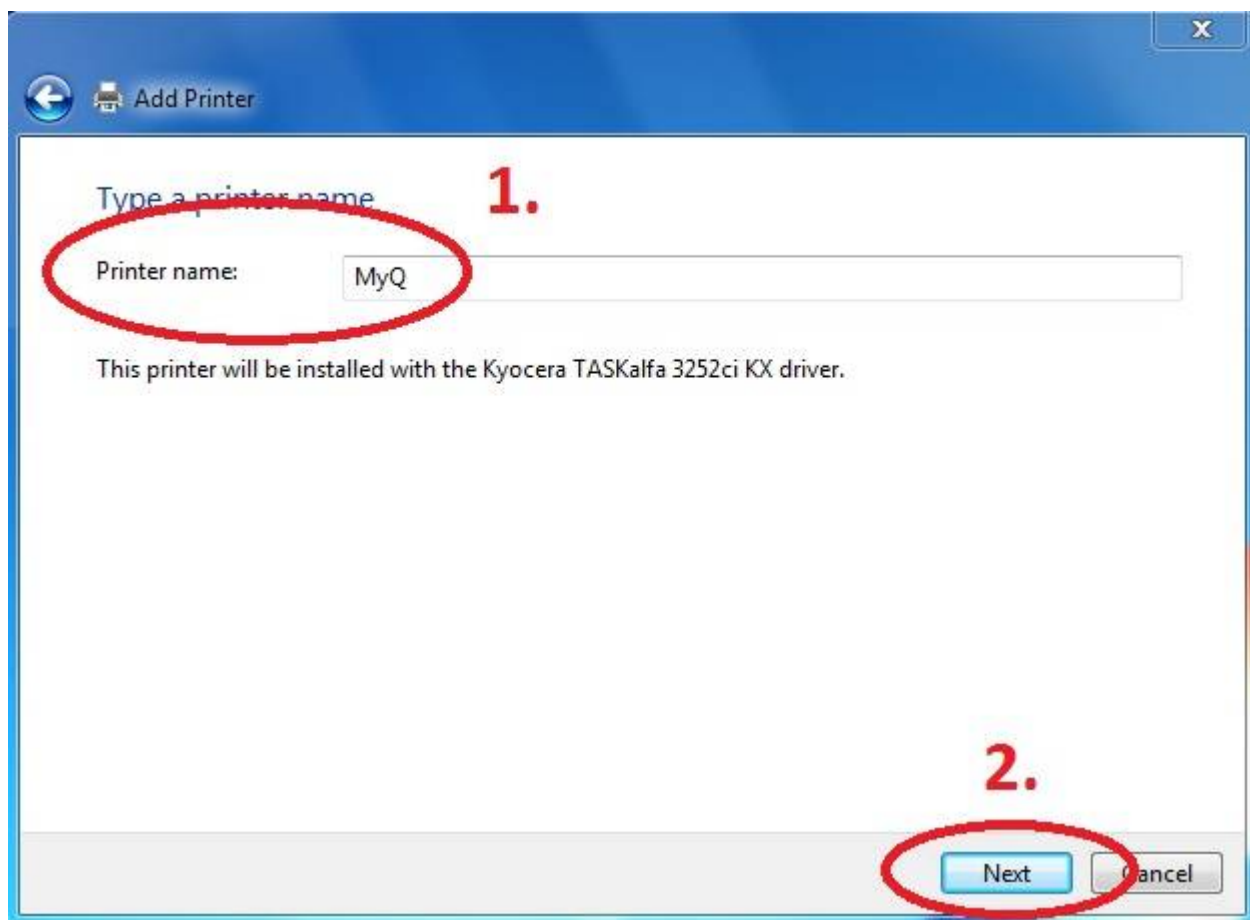 Add Printer
Type a printer name
1.
Printer name:
MyQ
This printer will be installed with the Kyocera TASKalfa 3252ci KX driver.
2.
Next
Cancel